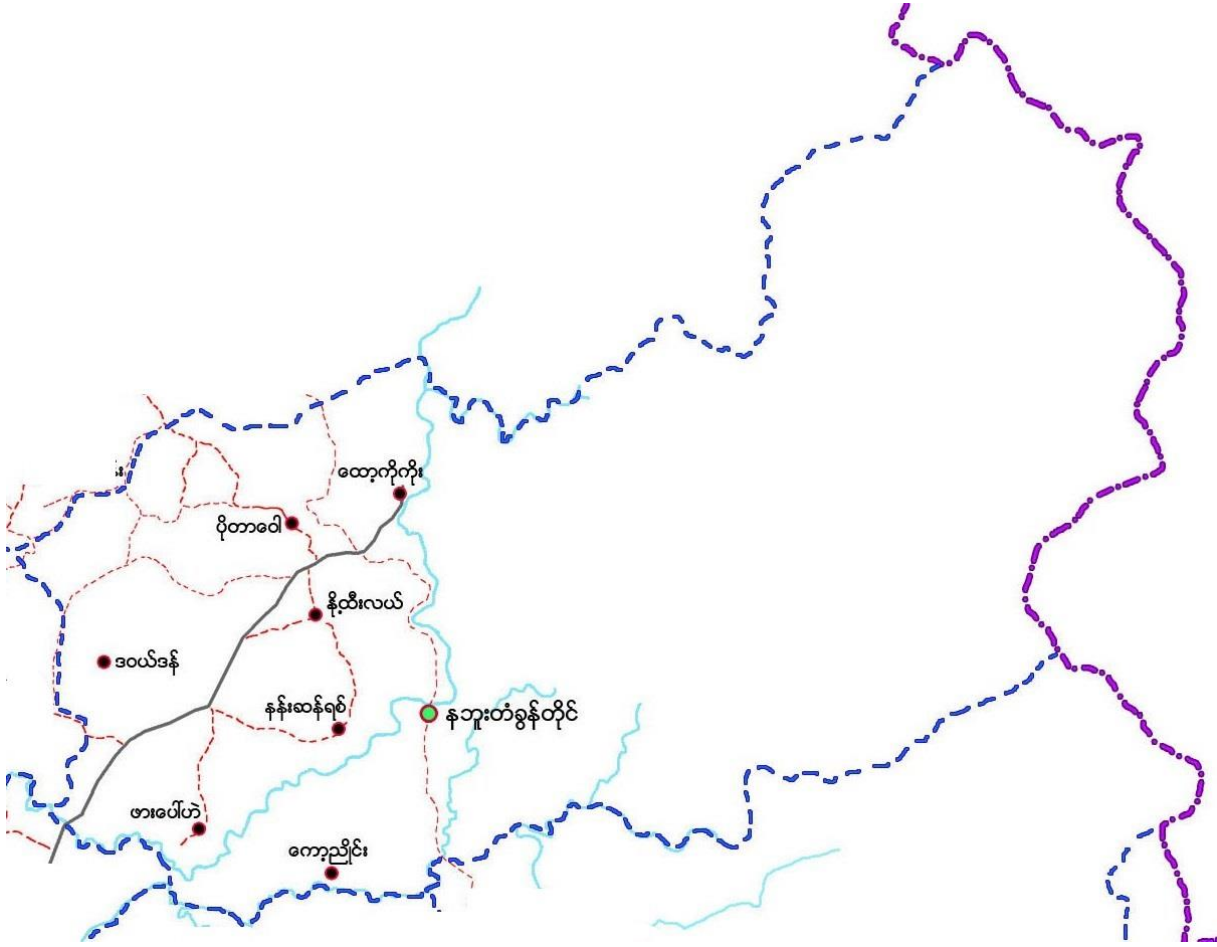 ထော့ကိုကိုး
ပိုတာဝေါ
နို့ထီးလယ်
ဒဝယ်ဒန်
နန်းဆန်ရစ်
နဘူးတံခွန်တိုင်
ဖားပေါ်ဟဲ
ကော့ညှိုင်း